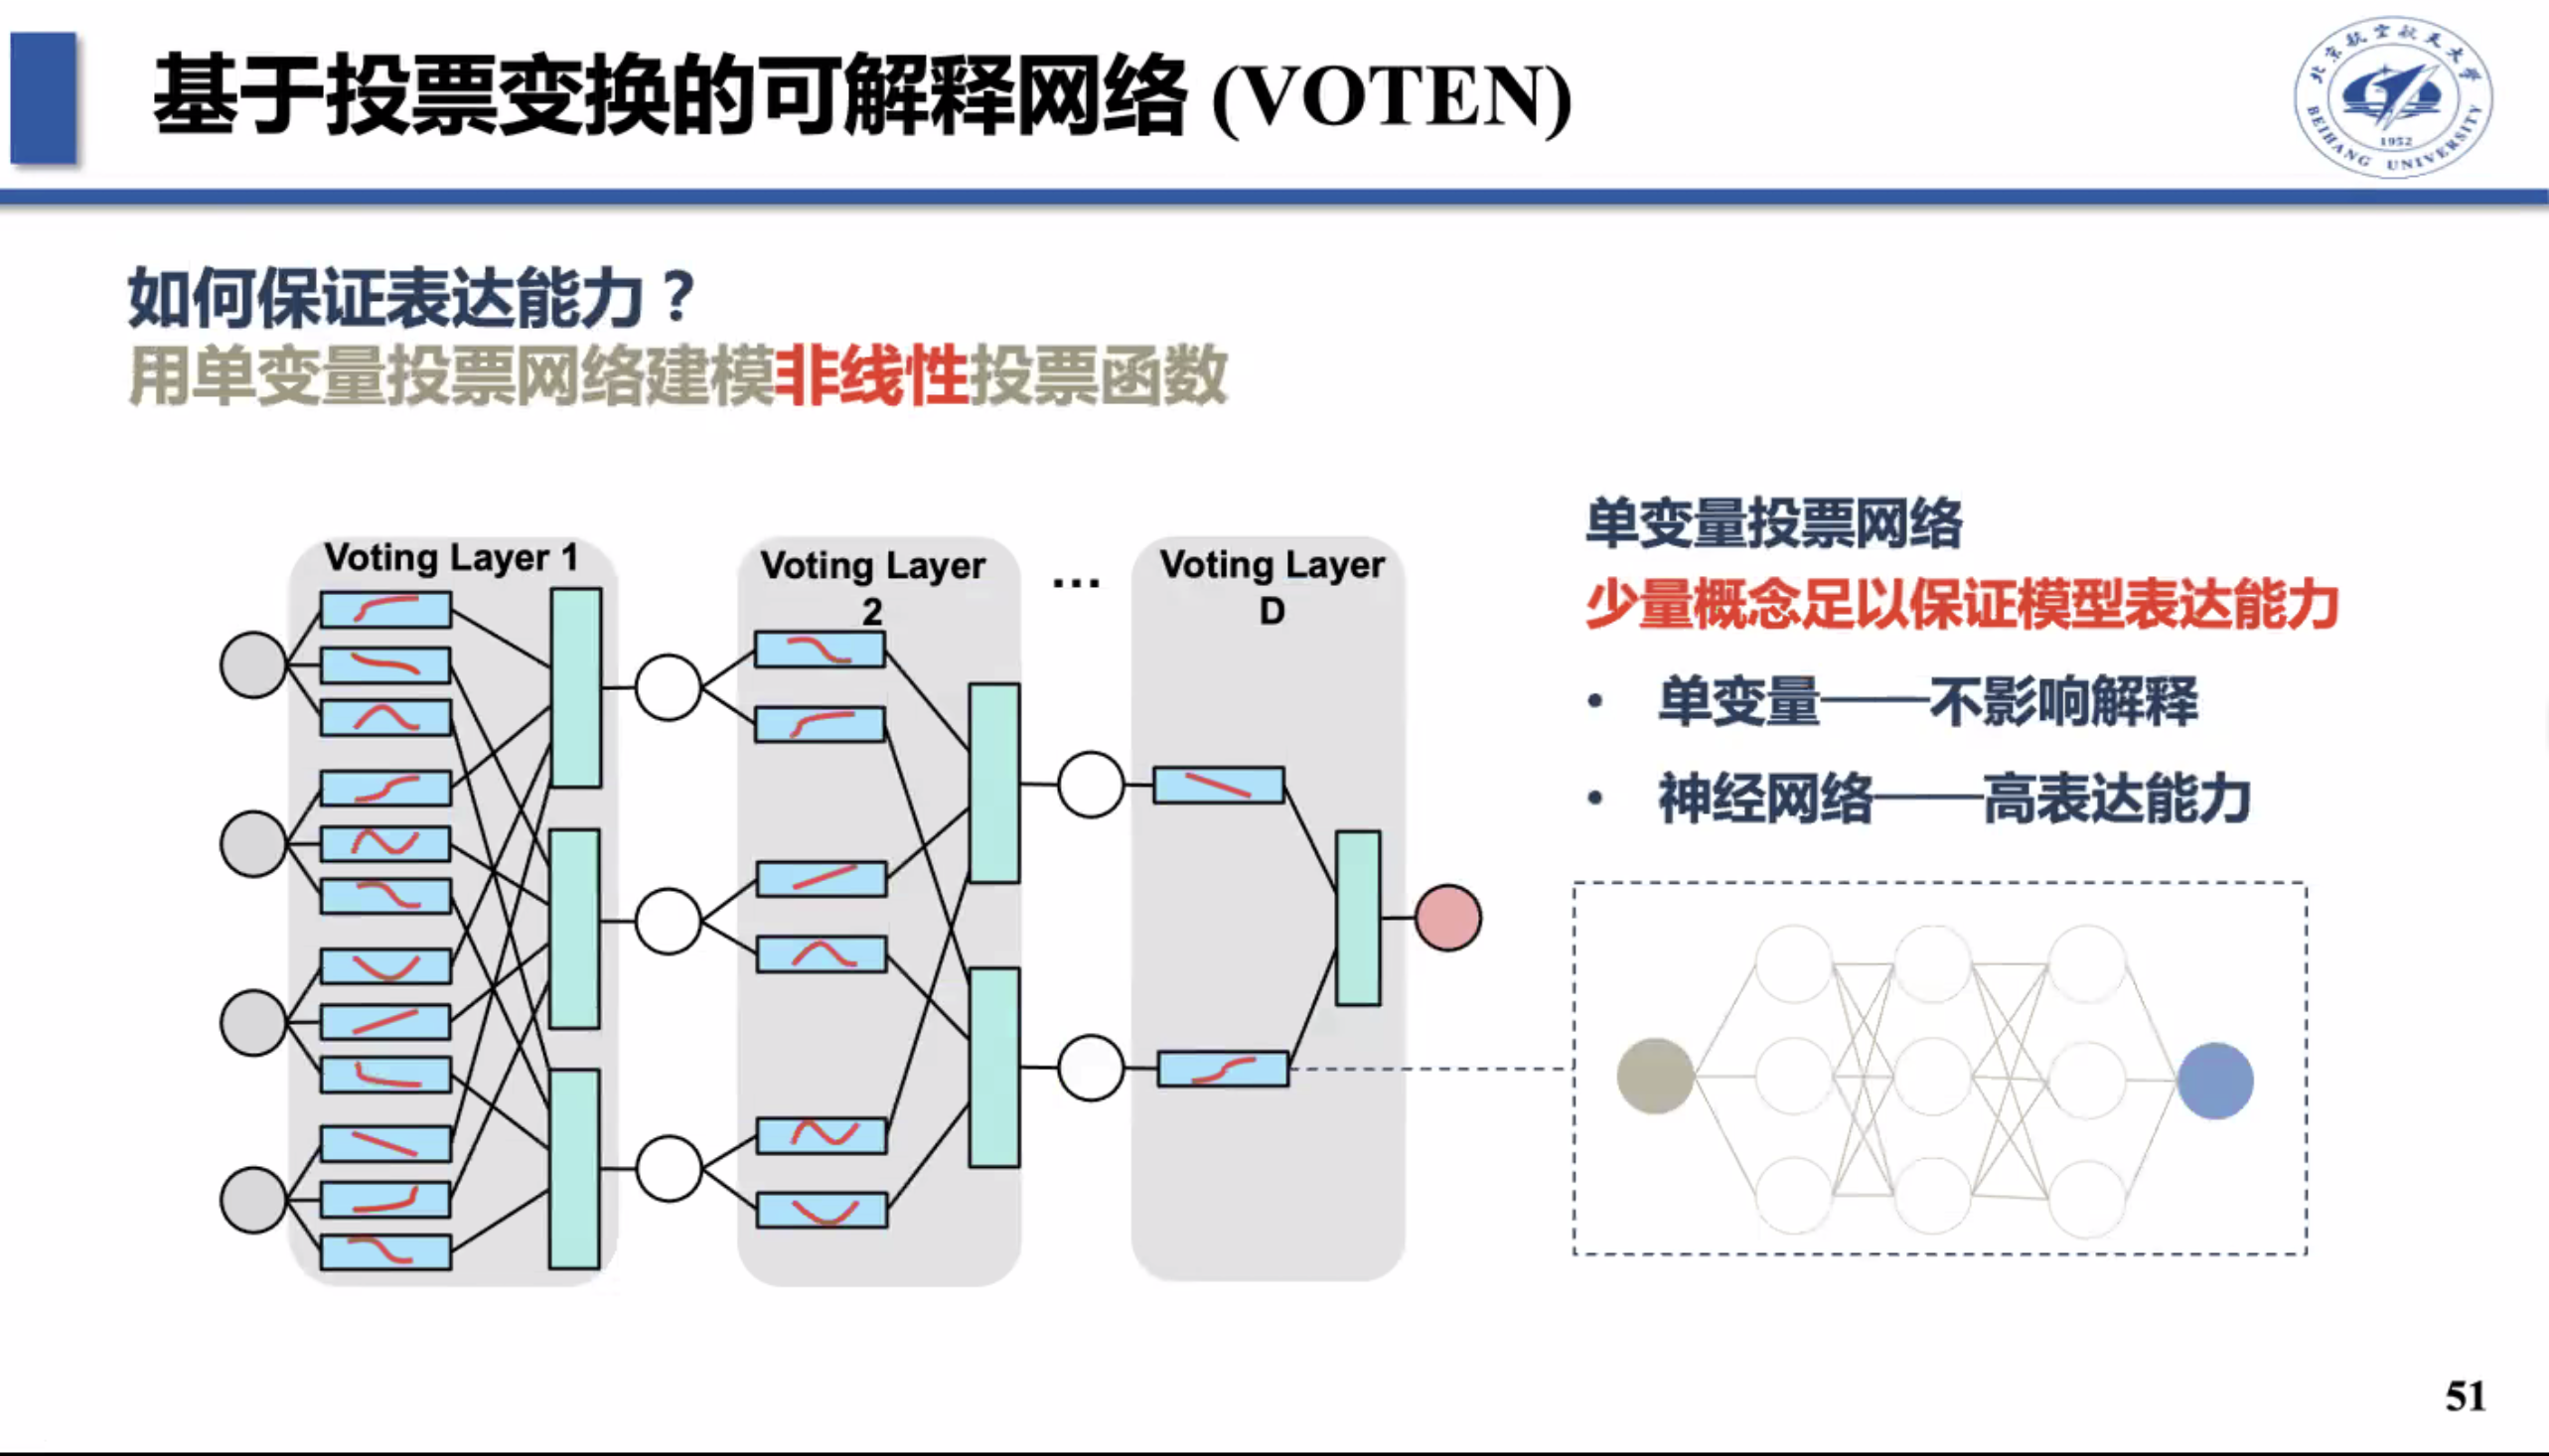 基于投票变换的可解释网络 (VOTEN)
北京航空航天大学
BEIHANG UNIVERSITY
1952
如何保证表达能力？
用单变量投票网络建模非线性投票函数
Voting Layer 1
Voting Layer
2
...
Voting Layer
D
单变量投票网络
少量概念足以保证模型表达能力
• 单变量——不影响解释
• 神经网络——高表达能力
51